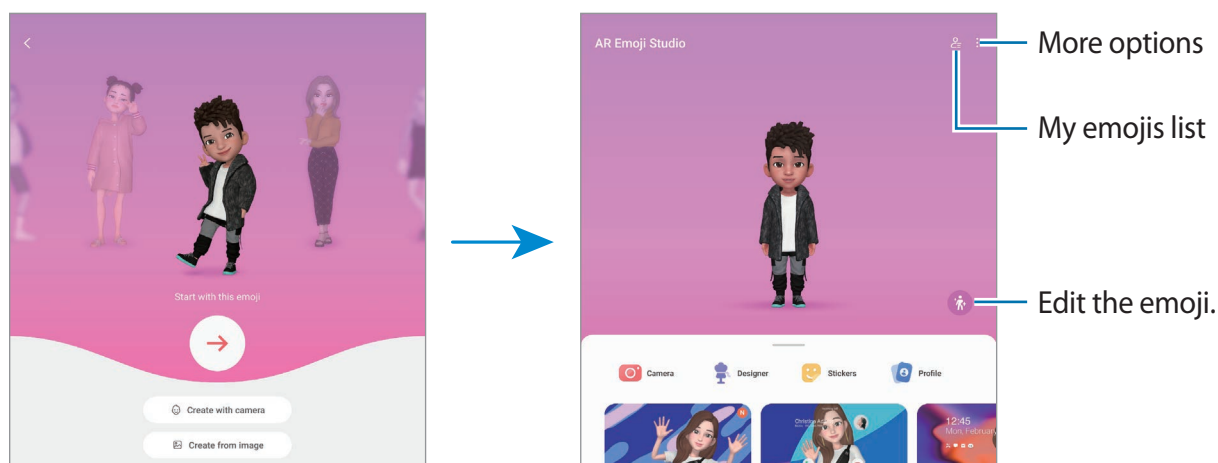 Start with this emoji
Create with camera
Create from image
AR Emoji Studio
More options
My emojis list
Edit the emoji.
Camera
Designer
Stickers
Profile
N
12:45